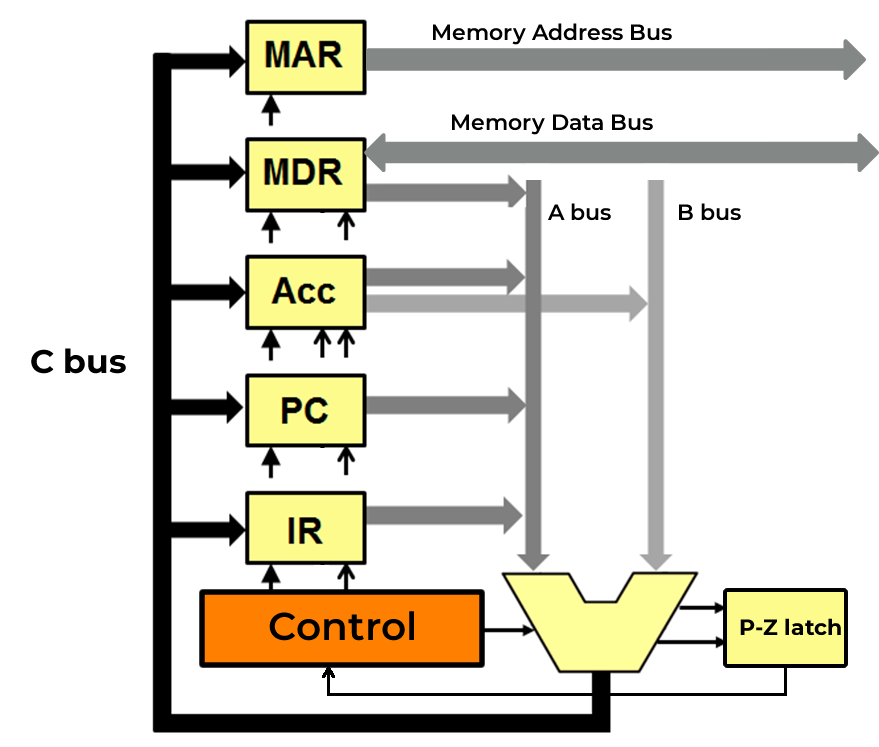 Memory Address Bus
MAR
Memory Data Bus
MDR
A bus
B bus
Acc
C bus
PC
IR
Control
P-Z latch